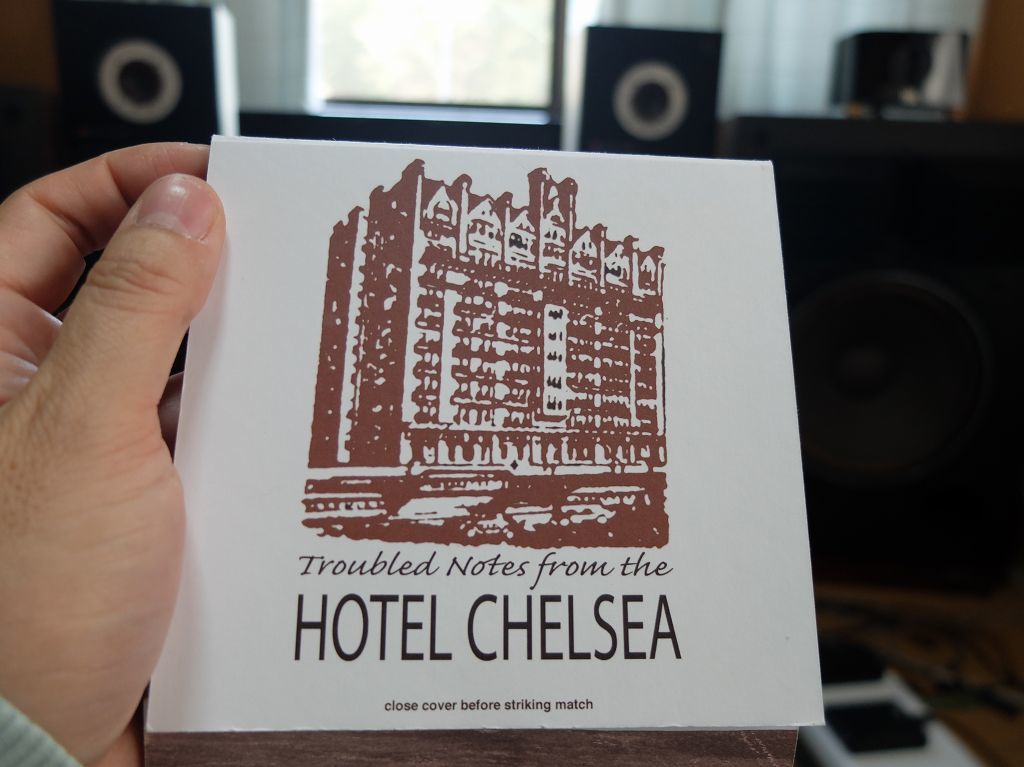 Troubled Notes from the
HOTEL CHELSEA
close cover before striking match